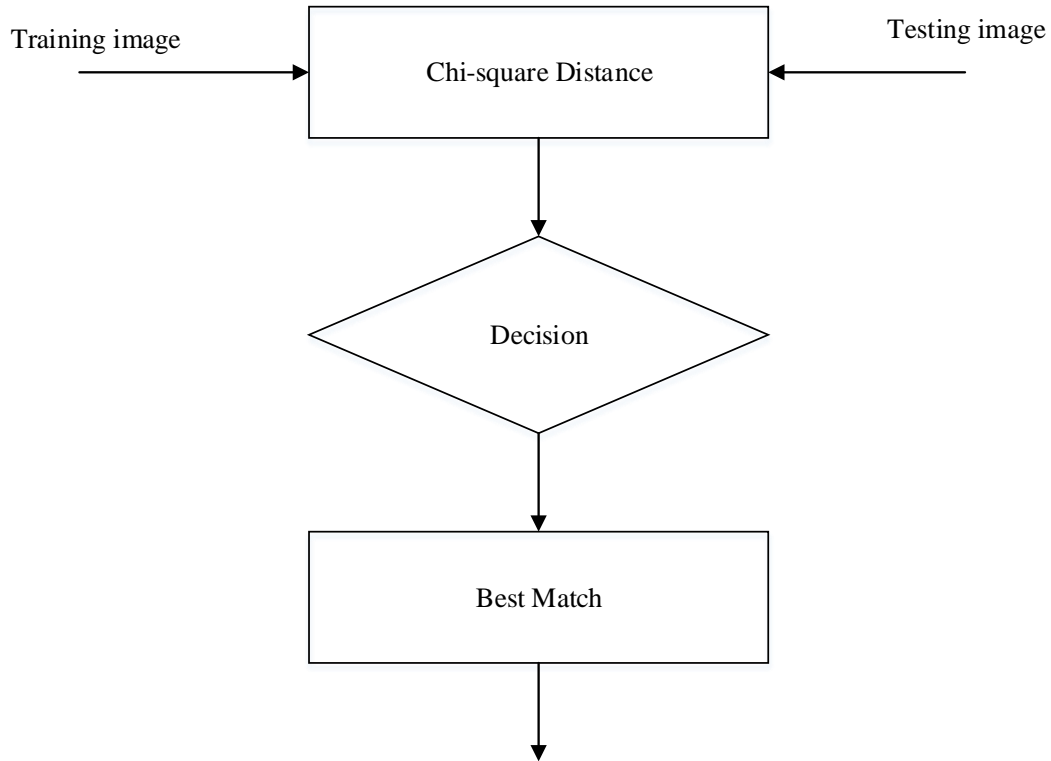 Training image
Testing image
Chi-square Distance
Decision
Best Match